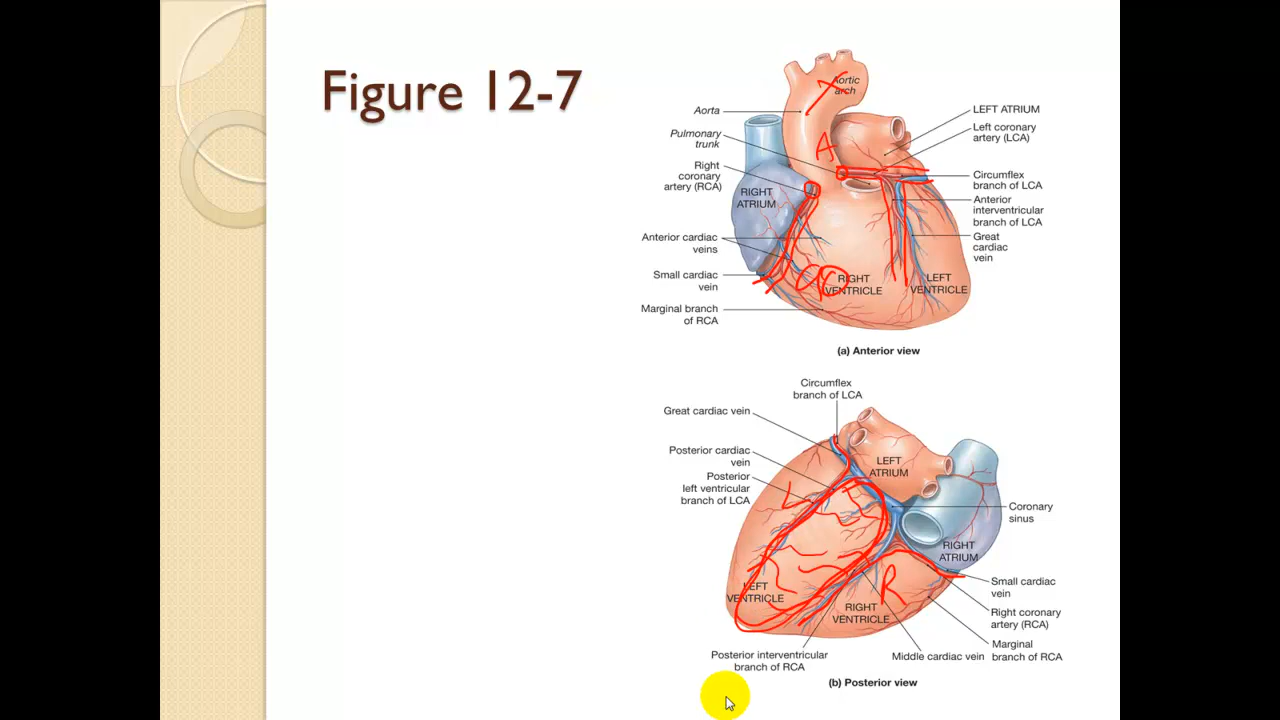 Figure 12-7
Aortic
arch
Aorta
Pulmonary
trunk
Right
coronary
artery (RCA)
RIGHT
ATRIUM
Anterior cardiac
veins
Small cardiac
vein
Marginal branch
of RCA
A
LEFT ATRIUM
Left coronary
artery (LCA)
Circumflex
branch of LCA
Anterior
interventricular
branch of LCA
Great
cardiac
vein
RIGHT
VENTRICLE
LEFT
VENTRICLE
(a) Anterior view
Circumflex
branch of LCA
Great cardiac vein
Posterior cardiac
vein
Posterior
left ventricular
branch of LCA
LEFT
ATRIUM
L
Coronary
sinus
RIGHT
ATRIUM
R
LEFT
VENTRICLE
RIGHT
VENTRICLE
Small cardiac
vein
Right coronary
artery (RCA)
Marginal
branch of RCA
Posterior interventricular
branch of RCA
Middle cardiac vein
(b) Posterior view